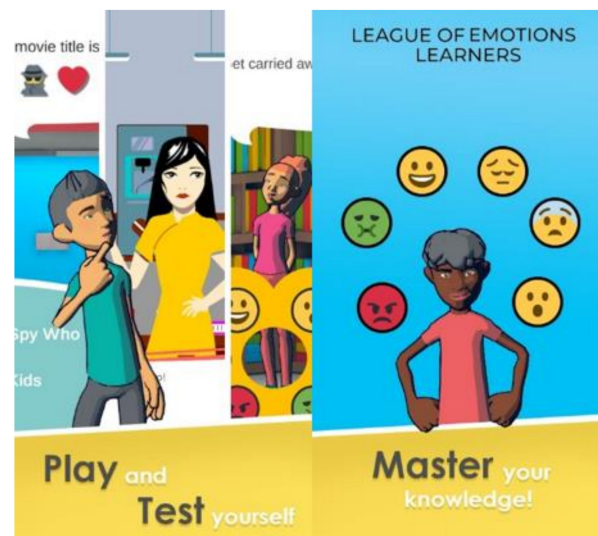 movie title is
et carried aw
Spy Who
Kids
Play and
Test yourself
LEAGUE OF EMOTIONS
LEARNERS
Master your
knowledge!